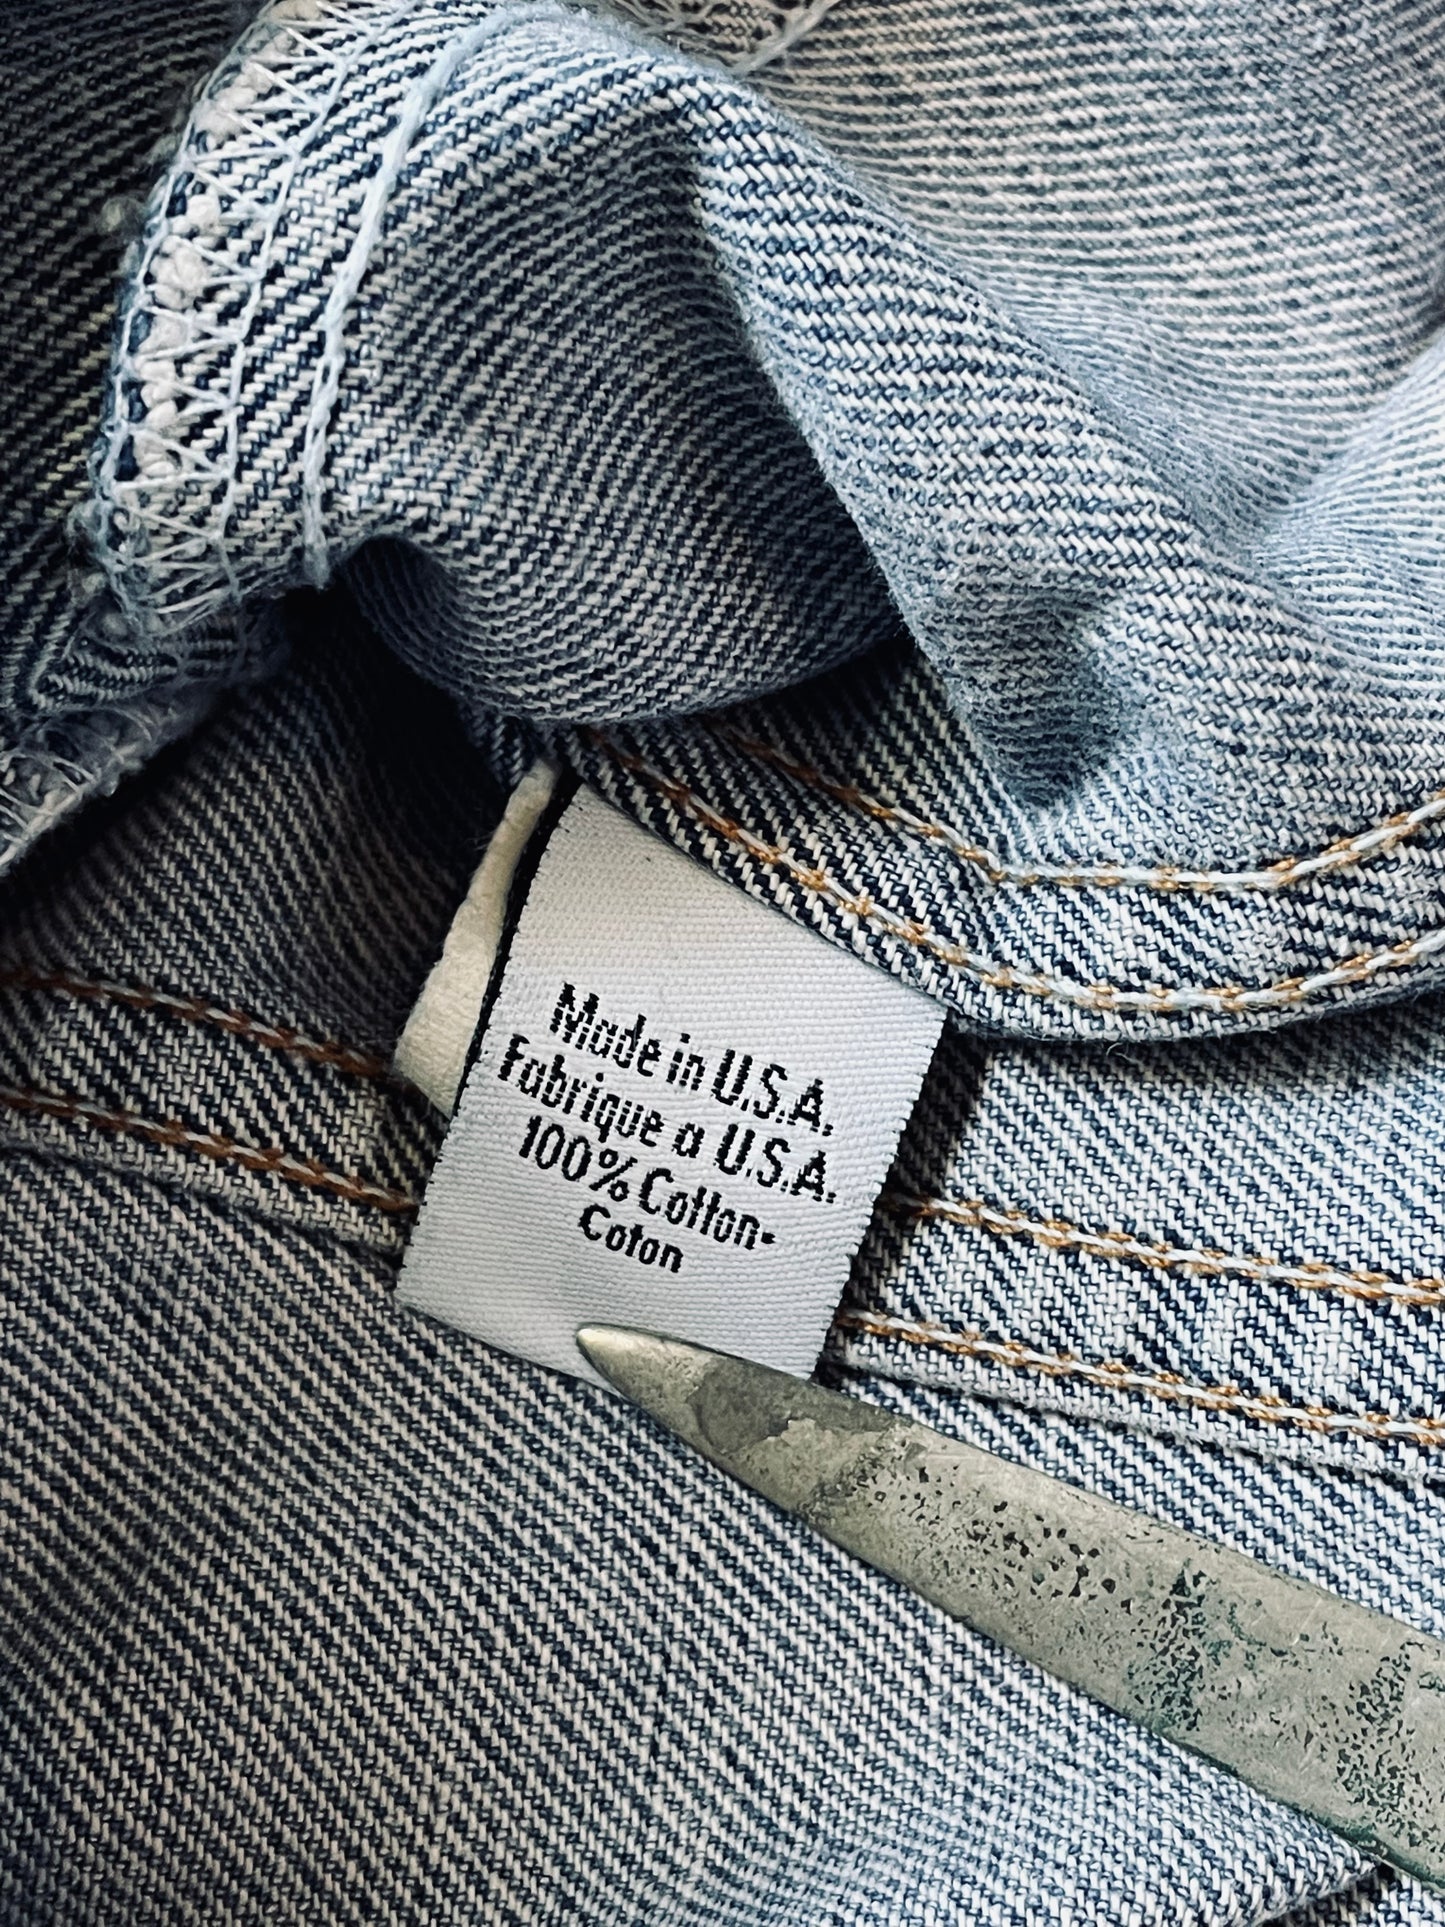 Made in U.S.A.
Fabrique a U.S.A.
100% Cotton-
Coton